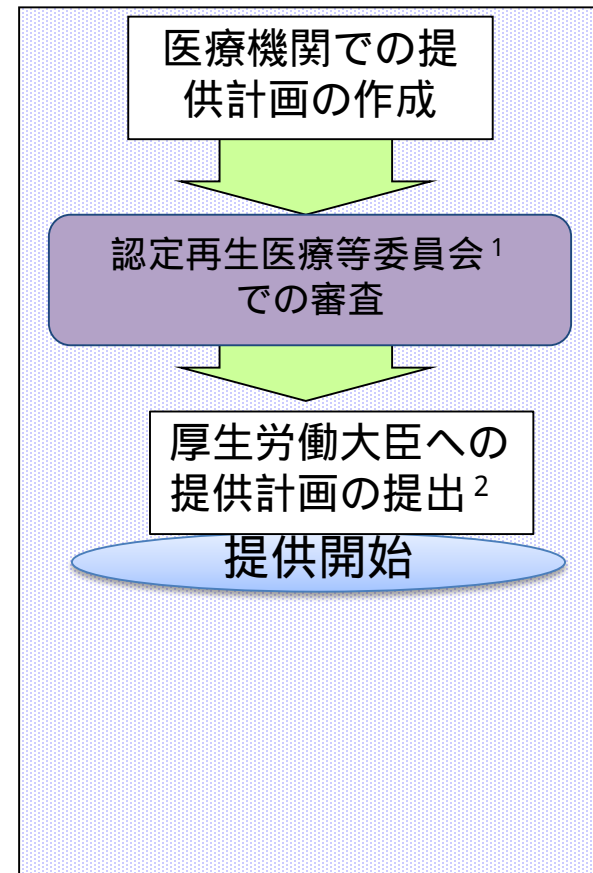 医療機関での提
供計画の作成
認定再生医療等委員会1
での審査
厚生労働大臣への
提供計画の提出2
提供開始